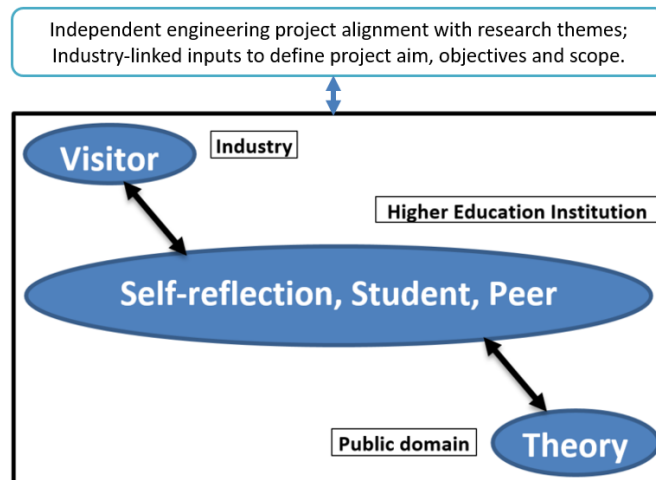 Independent engineering project alignment with research themes;
Industry-linked inputs to define project aim, objectives and scope.
Visitor
Industry
Higher Education Institution
Self-reflection, Student, Peer
Public domain
Theory